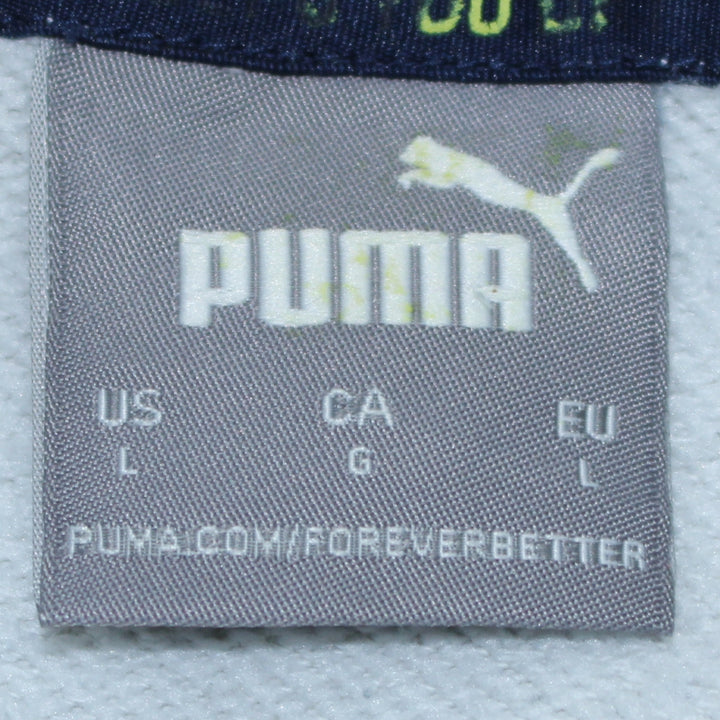 PUMA
US CA EU
L G L
PUMA.COM/FOREVERBETTER